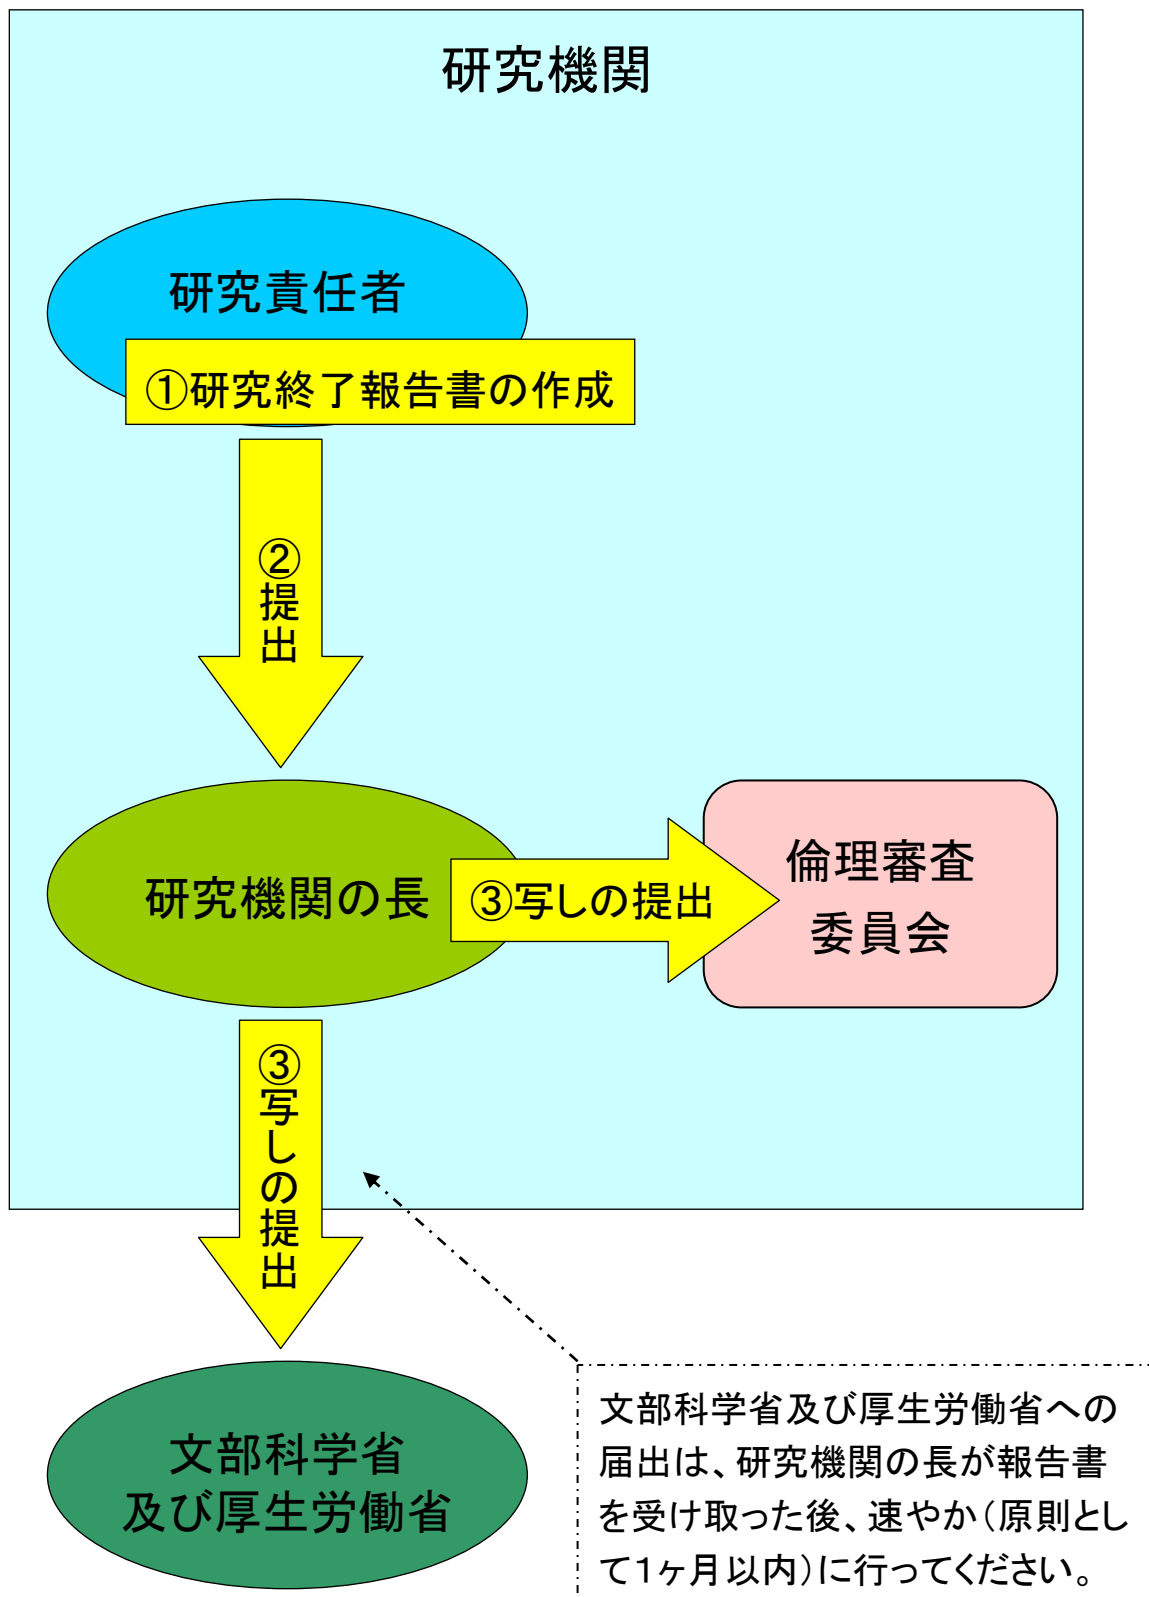 研究機関
研究責任者
①研究終了報告書の作成
②提出
研究機関の長
③写しの提出
倫理審査
委員会
③写しの提出
文部科学省
及び厚生労働省
文部科学省及び厚生労働省への
届出は、研究機関の長が報告書
を受け取った後、速やか（原則とし
て１ヶ月以内）に行ってください。